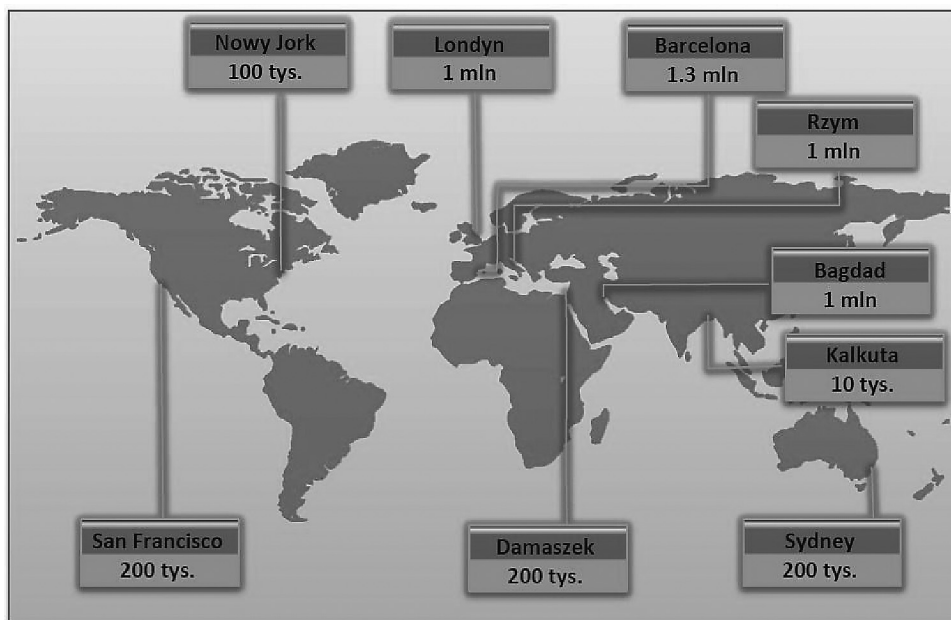 Nowy Jork
100 tys.
Londyn
1 mln
Barcelona
1.3 mln
Rzym
1 mln
Bagdad
1 mln
Kalkuta
10 tys.
San Francisco
200 tys.
Damaszek
200 tys.
Sydney
200 tys.